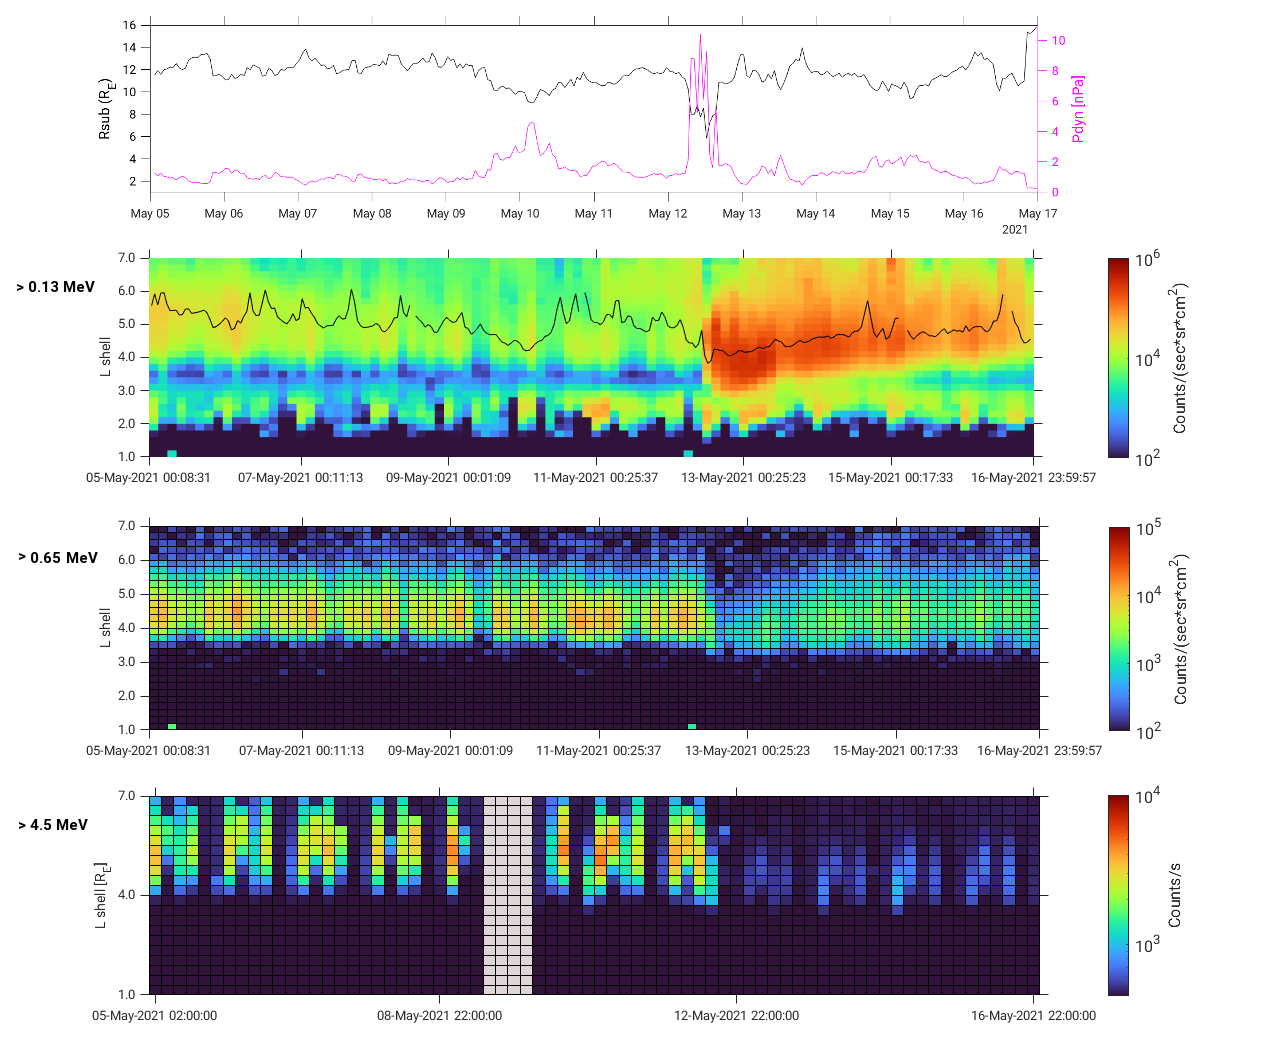 16
14
12
10
8
6
4
2
Rsub (R_E)
10
8
6
4
2
0
Pdyn [nPa]
May 05 May 06 May 07 May 08 May 09 May 10 May 11 May 12 May 13 May 14 May 15 May 16 May 17
2021
> 0.13 MeV
7.0
6.0
5.0
4.0
3.0
2.0
1.0
L shell
05-May-2021 00:08:31 07-May-2021 00:11:13 09-May-2021 00:01:09 11-May-2021 00:25:37 13-May-2021 00:25:23 15-May-2021 00:17:33 16-May-2021 23:59:57
10^6
10^4
10^2
Counts/(sec*sr*cm^2)
> 0.65 MeV
7.0
6.0
5.0
4.0
3.0
2.0
1.0
L shell
05-May-2021 00:08:31 07-May-2021 00:11:13 09-May-2021 00:01:09 11-May-2021 00:25:37 13-May-2021 00:25:23 15-May-2021 00:17:33 16-May-2021 23:59:57
10^5
10^4
10^3
10^2
Counts/(sec*sr*cm^2)
> 4.5 MeV
7.0
4.0
1.0
L shell [R_E]
05-May-2021 02:00:00 08-May-2021 22:00:00 12-May-2021 22:00:00 16-May-2021 22:00:00
10^4
10^3
Counts/s